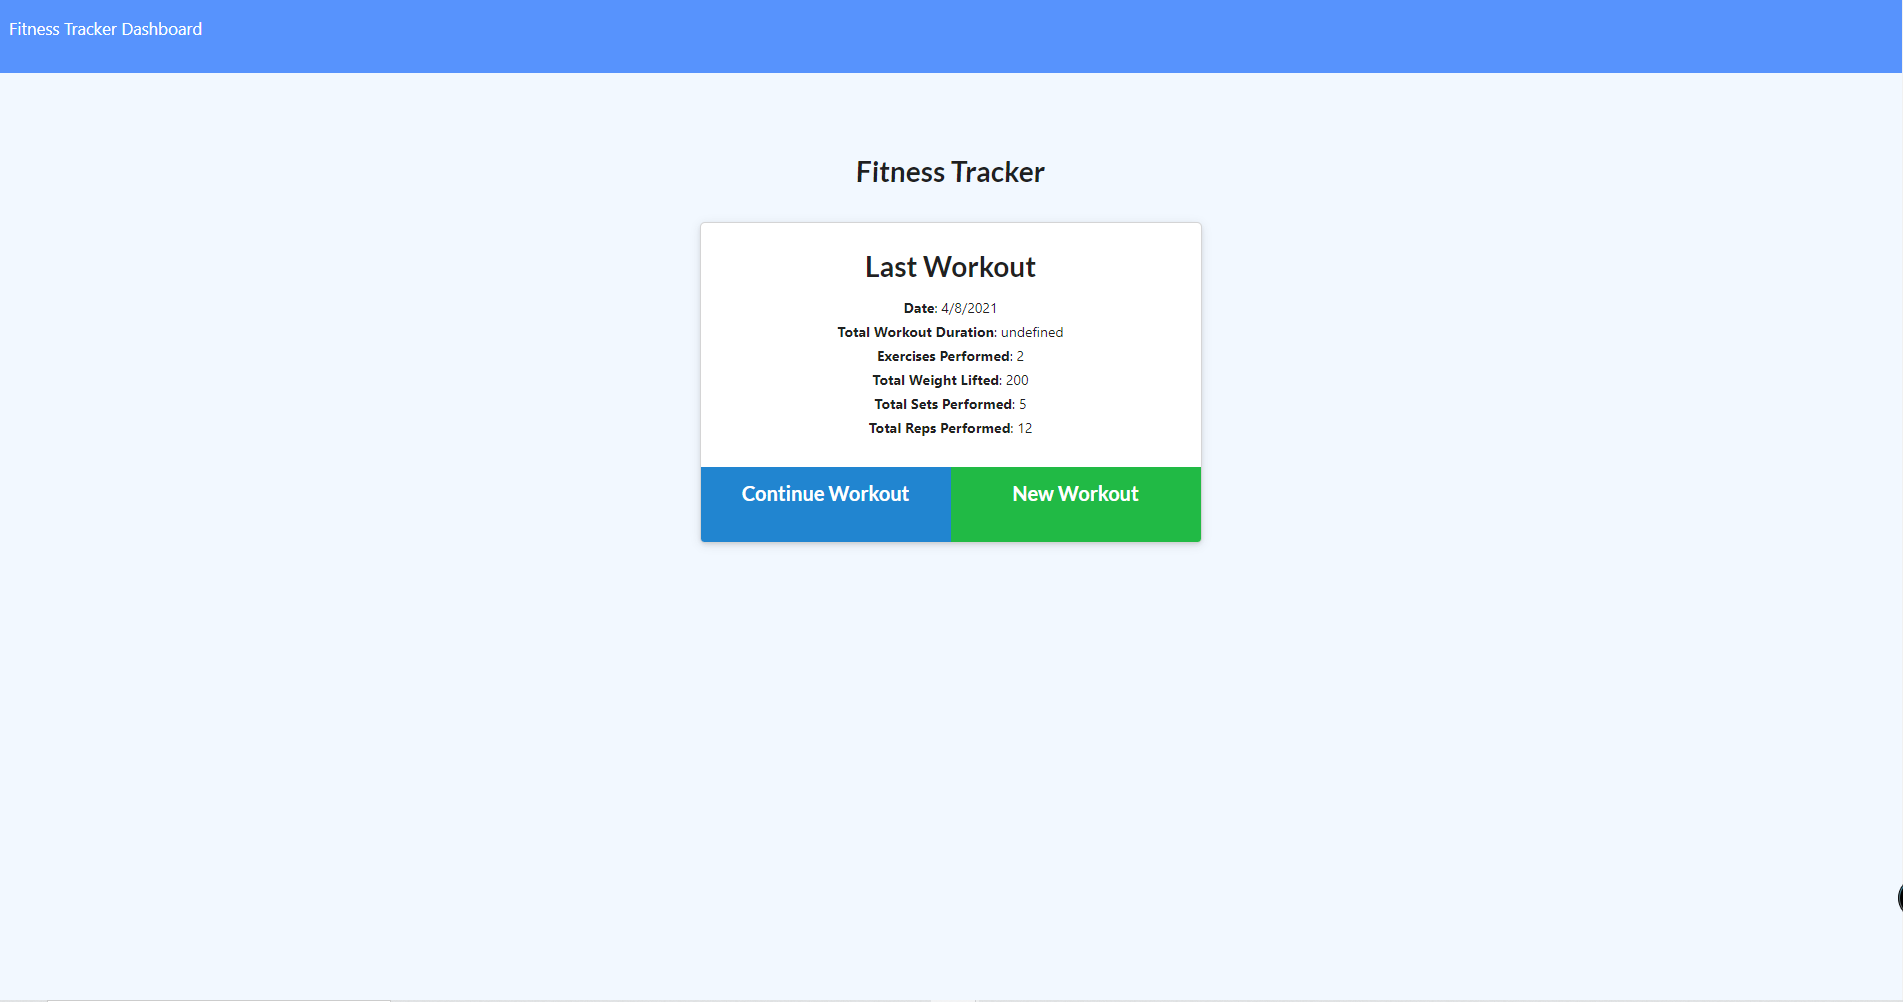 Fitness Tracker Dashboard
Fitness Tracker
Last Workout
Date: 4/8/2021
Total Workout Duration: undefined
Exercises Performed: 2
Total Weight Lifted: 200
Total Sets Performed: 5
Total Reps Performed: 12
Continue Workout
New Workout